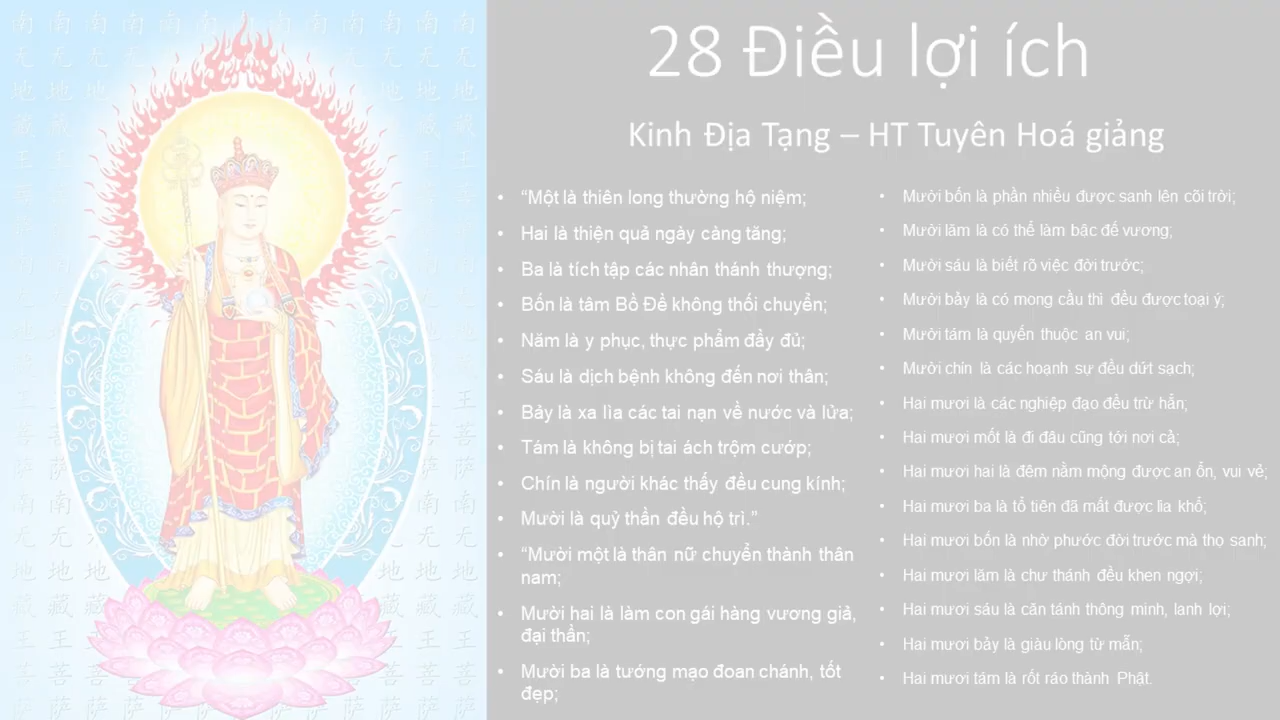 28 Điều lợi ích
Kinh Địa Tạng – HT Tuyên Hoá giảng
• “Một là thiên long thường hộ niệm;
• Hai là thiện quả ngày càng tăng;
• Ba là tích tập các nhân thánh thượng;
• Bốn là tâm Bồ Đề không thối chuyển;
• Năm là y phục, thực phẩm đầy đủ;
• Sáu là dịch bệnh không đến nơi thân;
• Bảy là xa lìa các tai nạn về nước và lửa;
• Tám là không bị tai ách trộm cướp;
• Chín là người khác thấy đều cung kính;
• Mười là quỷ thần đều hộ trì.”
• “Mười một là thân nữ chuyển thành thân
nam;
• Mười hai là làm con gái hàng vương giả,
đại thần;
• Mười ba là tướng mạo đoan chánh, tốt
đẹp;
• Mười bốn là phần nhiều được sanh lên cõi trời;
• Mười lăm là có thể làm bậc đế vương;
• Mười sáu là biết rõ việc đời trước;
• Mười bảy là có mong cầu thì đều được toại ý;
• Mười tám là quyến thuộc an vui;
• Mười chín là các hoạnh sự đều dứt sạch;
• Hai mươi là các nghiệp đạo đều trừ hẳn;
• Hai mươi mốt là đi đâu cũng tới nơi cả;
• Hai mươi hai là đêm nằm mộng được an ổn, vui vẻ;
• Hai mươi ba là tổ tiên đã mất được lìa khổ;
• Hai mươi bốn là nhờ phước đời trước mà thọ sanh;
• Hai mươi lăm là chư thánh đều khen ngợi;
• Hai mươi sáu là căn tánh thông minh, lanh lợi;
• Hai mươi bảy là giàu lòng từ mẫn;
• Hai mươi tám là rốt ráo thành Phật.